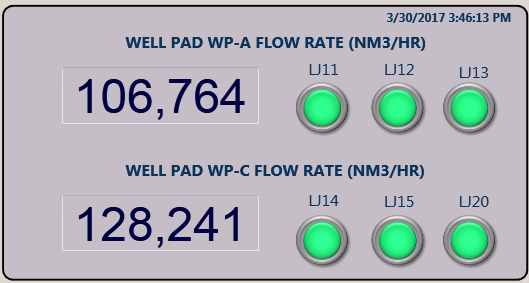 3/30/2017 3:46:13 PM
WELL PAD WP-A FLOW RATE (NM3/HR)
106,764
LJ11 LJ12 LJ13
WELL PAD WP-C FLOW RATE (NM3/HR)
128,241
LJ14 LJ15 LJ20